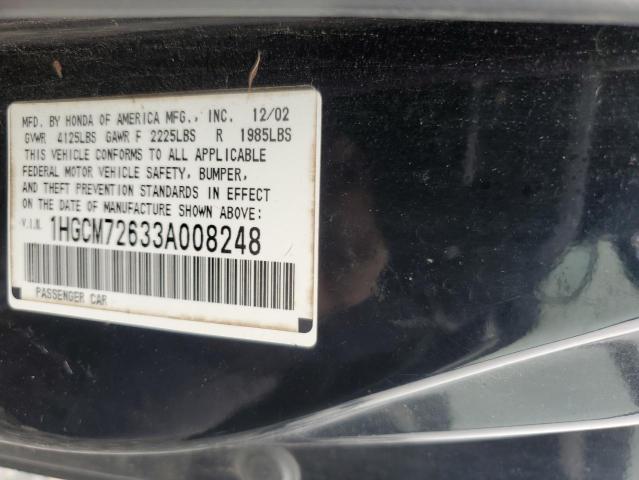 MFD. BY HONDA OF AMERICA MFG., INC. 12/02
GVWR 4125LBS GAWR F 2225LBS R 1985LBS
THIS VEHICLE CONFORMS TO ALL APPLICABLE
FEDERAL MOTOR VEHICLE SAFETY, BUMPER,
AND THEFT PREVENTION STANDARDS IN EFFECT
ON THE DATE OF MANUFACTURE SHOWN ABOVE:
V.I.N. 1HGCM72633A008248
PASSENGER CAR